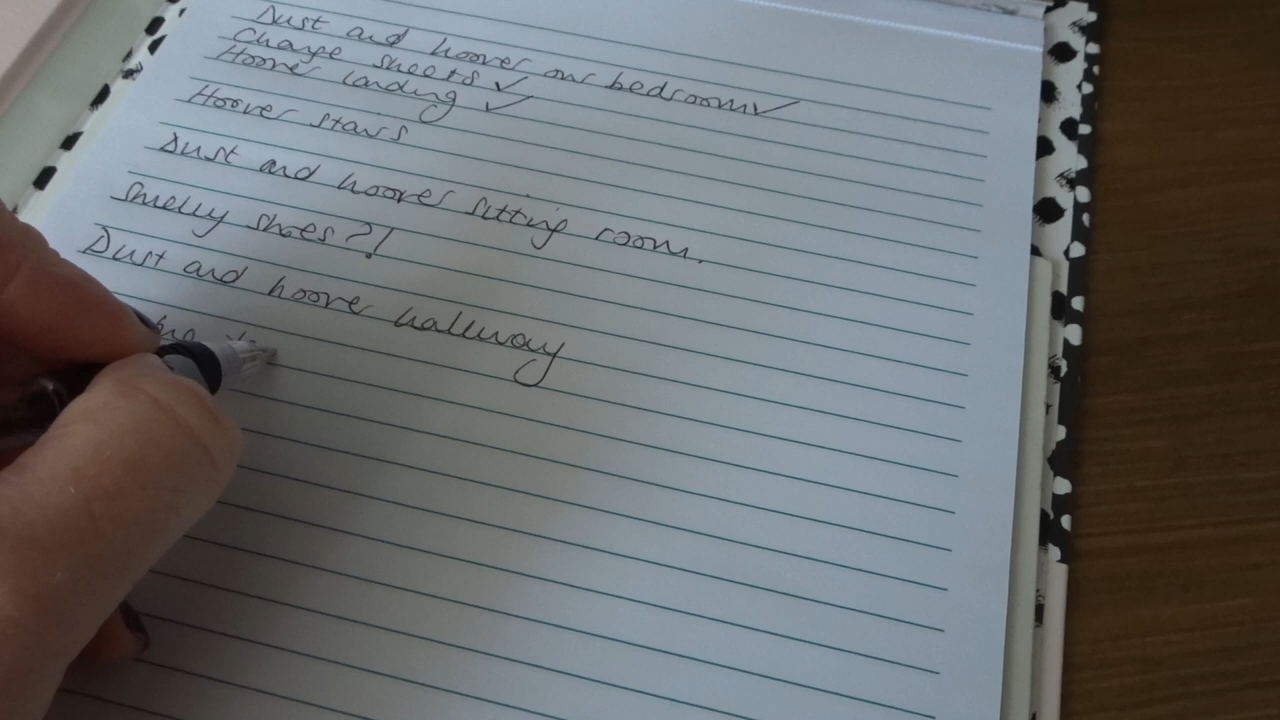 Dust and hoover our bedroom✓
Change sheets ✓
Hoover landing ✓
Hoover stairs
Dust and hoover sitting room.
Smelly shoes?!
Dust and hoover hallway